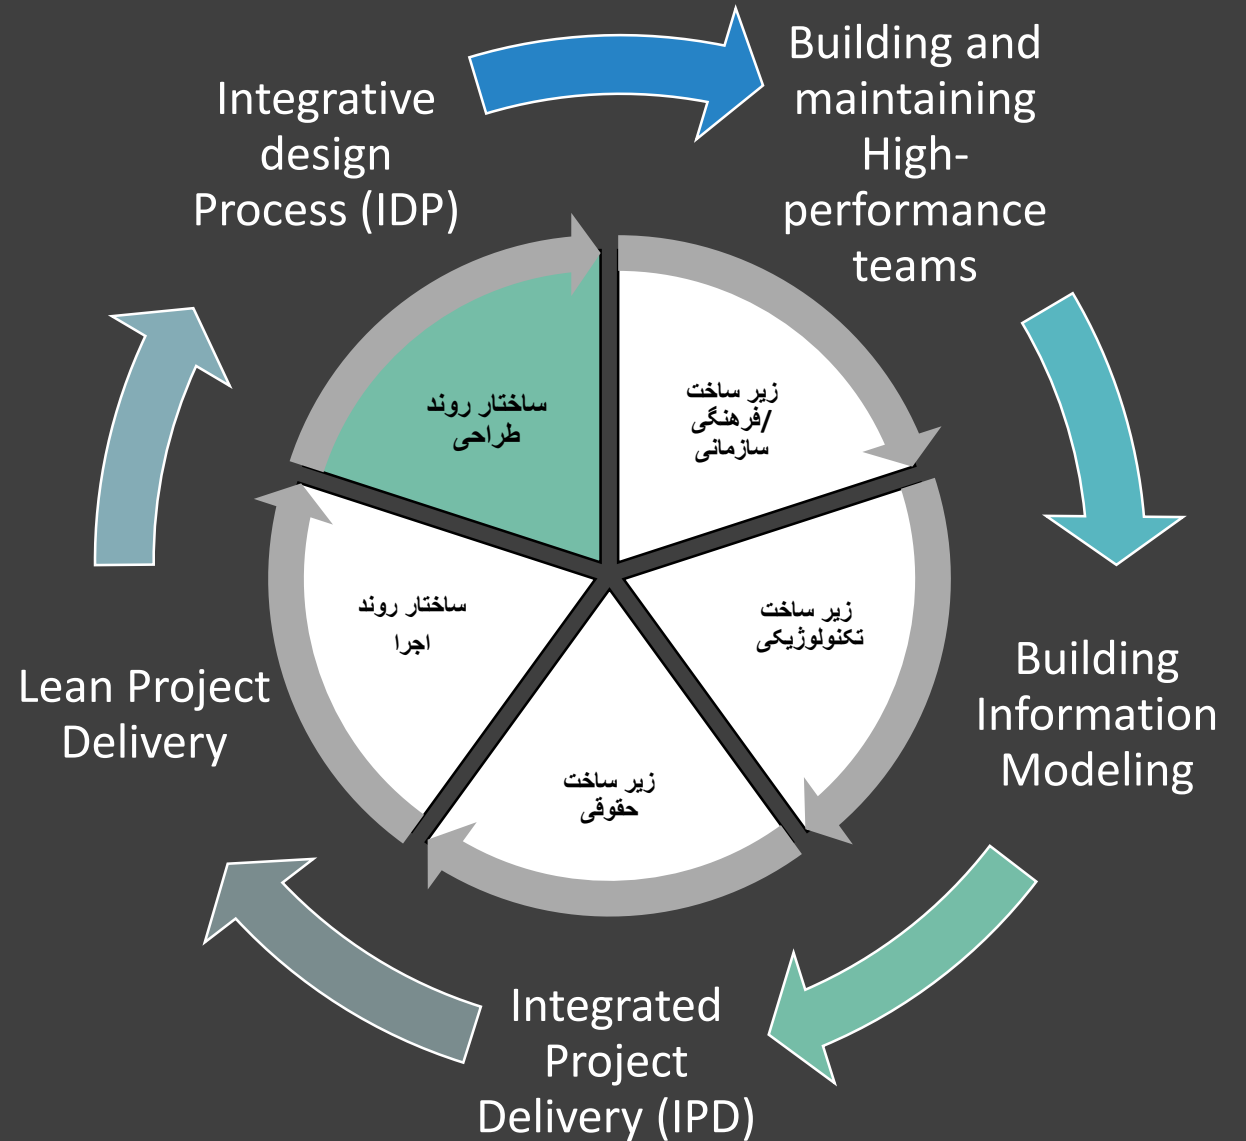 Integrative
design
Process (IDP)
Building and
maintaining
High-
performance
teams
Building
Information
Modeling
Integrated
Project
Delivery (IPD)
Lean Project
Delivery
ساختار روند
طراحی
زیر ساخت
فرهنگی/
سازمانی
زیر ساخت
تکنولوژیکی
زیر ساخت
حقوقی
ساختار روند
اجرا